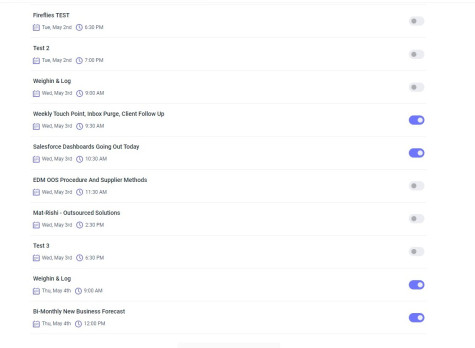 Fireflies TEST
Tue, May 2nd 6:30 PM
Test 2
Tue, May 2nd 7:00 PM
Weighin & Log
Wed, May 3rd 9:00 AM
Weekly Touch Point, Inbox Purge, Client Follow Up
Wed, May 3rd 9:30 AM
Salesforce Dashboards Going Out Today
Wed, May 3rd 10:30 AM
EDM OOS Procedure And Supplier Methods
Wed, May 3rd 11:30 AM
Mat-Rishi - Outsourced Solutions
Wed, May 3rd 2:30 PM
Test 3
Wed, May 3rd 6:30 PM
Weighin & Log
Thu, May 4th 9:00 AM
Bi-Monthly New Business Forecast
Thu, May 4th 12:00 PM